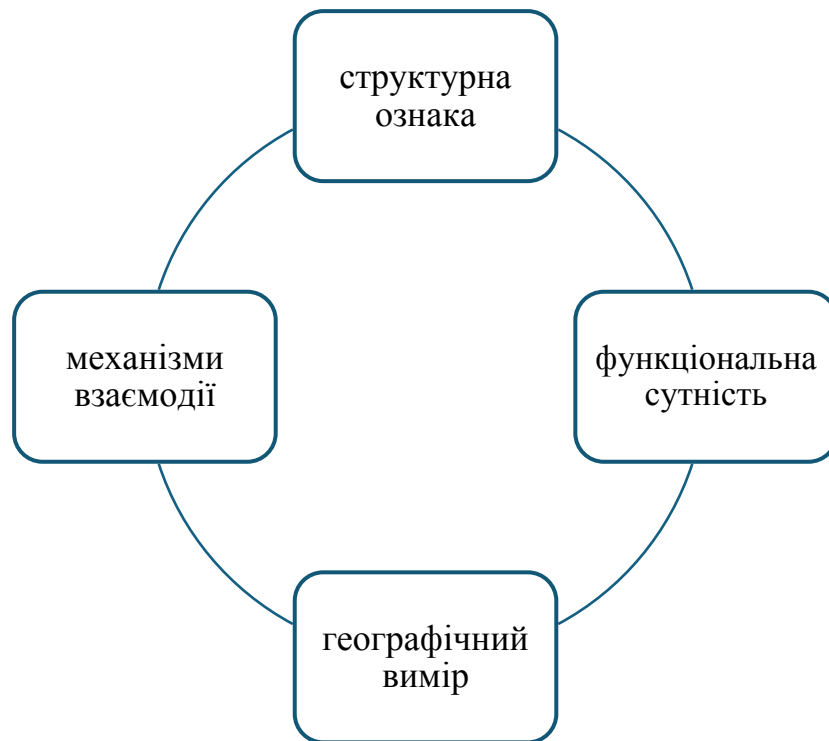 структурна
ознака
механізми
взаємодії
функціональна
сутність
географічний
вимір